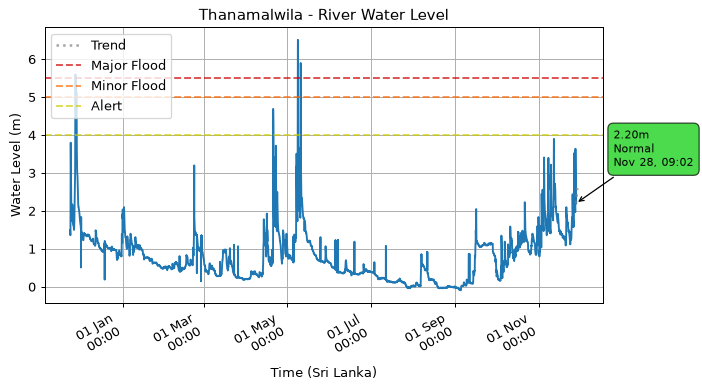 Thanamalwila - River Water Level
Trend
Major Flood
Minor Flood
Alert
2.20m
Normal
Nov 28, 09:02
Water Level (m)
6
5
4
3
2
1
0
01 Jan
00:00
01 Mar
00:00
01 May
00:00
01 Jul
00:00
01 Sep
00:00
01 Nov
00:00
Time (Sri Lanka)